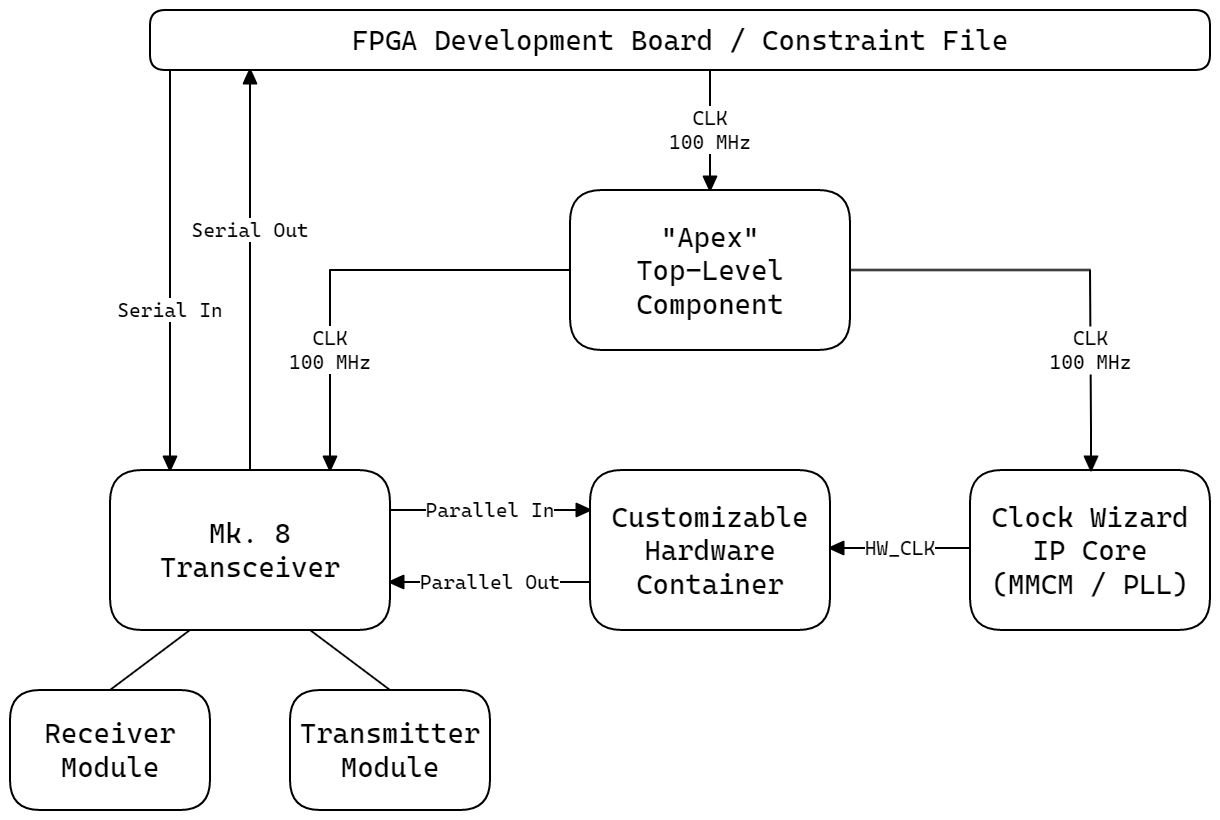 FPGA Development Board / Constraint File
CLK
100 MHz
Serial Out
"Apex"
Top-Level
Component
Serial In
CLK
100 MHz
CLK
100 MHz
Mk. 8
Transceiver
Parallel In
Parallel Out
Customizable
Hardware
Container
HW_CLK
Clock Wizard
IP Core
(MMCM / PLL)
Receiver
Module
Transmitter
Module